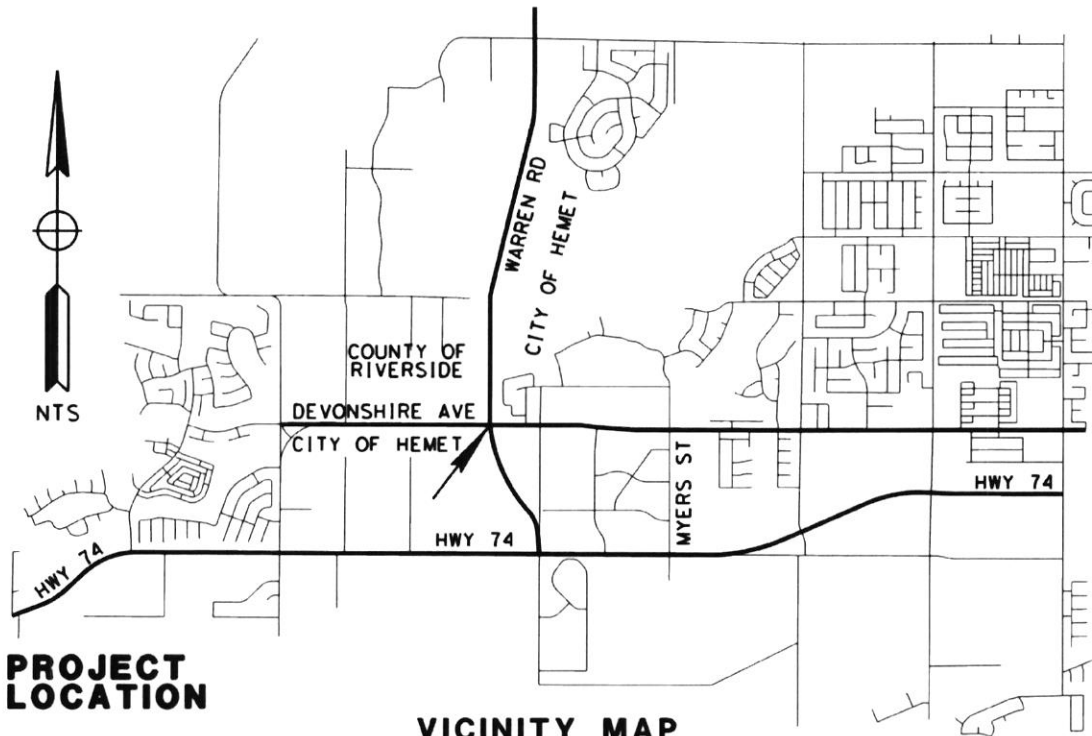 WARREN RD
CITY OF HEMET
COUNTY OF
RIVERSIDE
NTS
DEVONSHIRE AVE
CITY OF HEMET
MYERS ST
HWY 74
HWY 74
HWY 74
PROJECT
LOCATION
VICINITY MAP